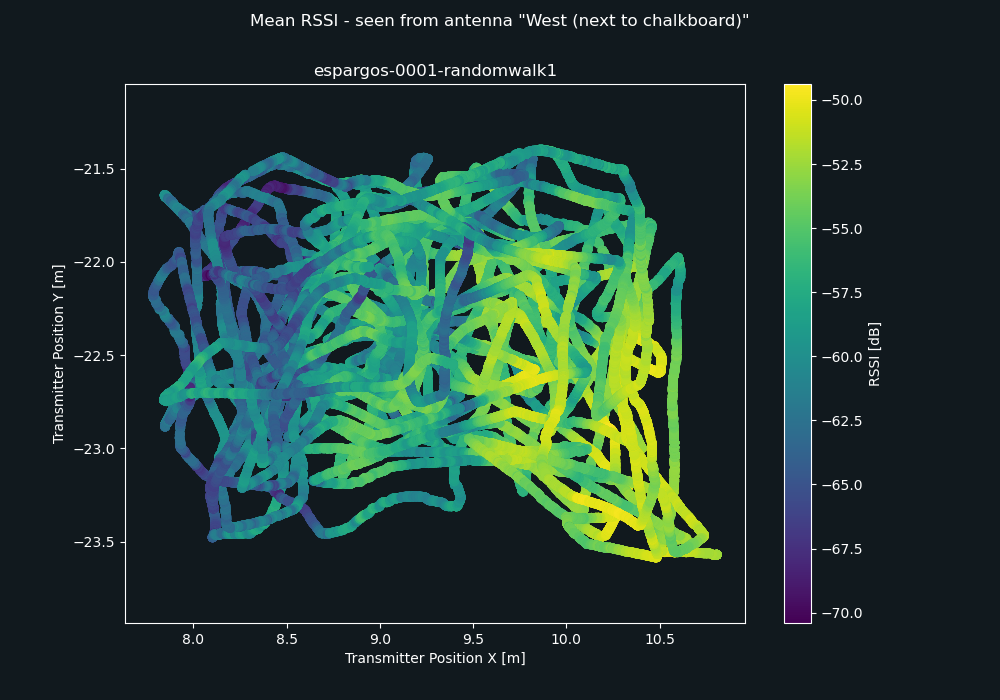 Mean RSSI - seen from antenna "West (next to chalkboard)"
espargos-0001-randomwalk1
−21.5
−22.0
−22.5
−23.0
−23.5
Transmitter Position Y [m]
8.0 8.5 9.0 9.5 10.0 10.5
Transmitter Position X [m]
−50.0
−52.5
−55.0
−57.5
−60.0
−62.5
−65.0
−67.5
−70.0
RSSI [dB]